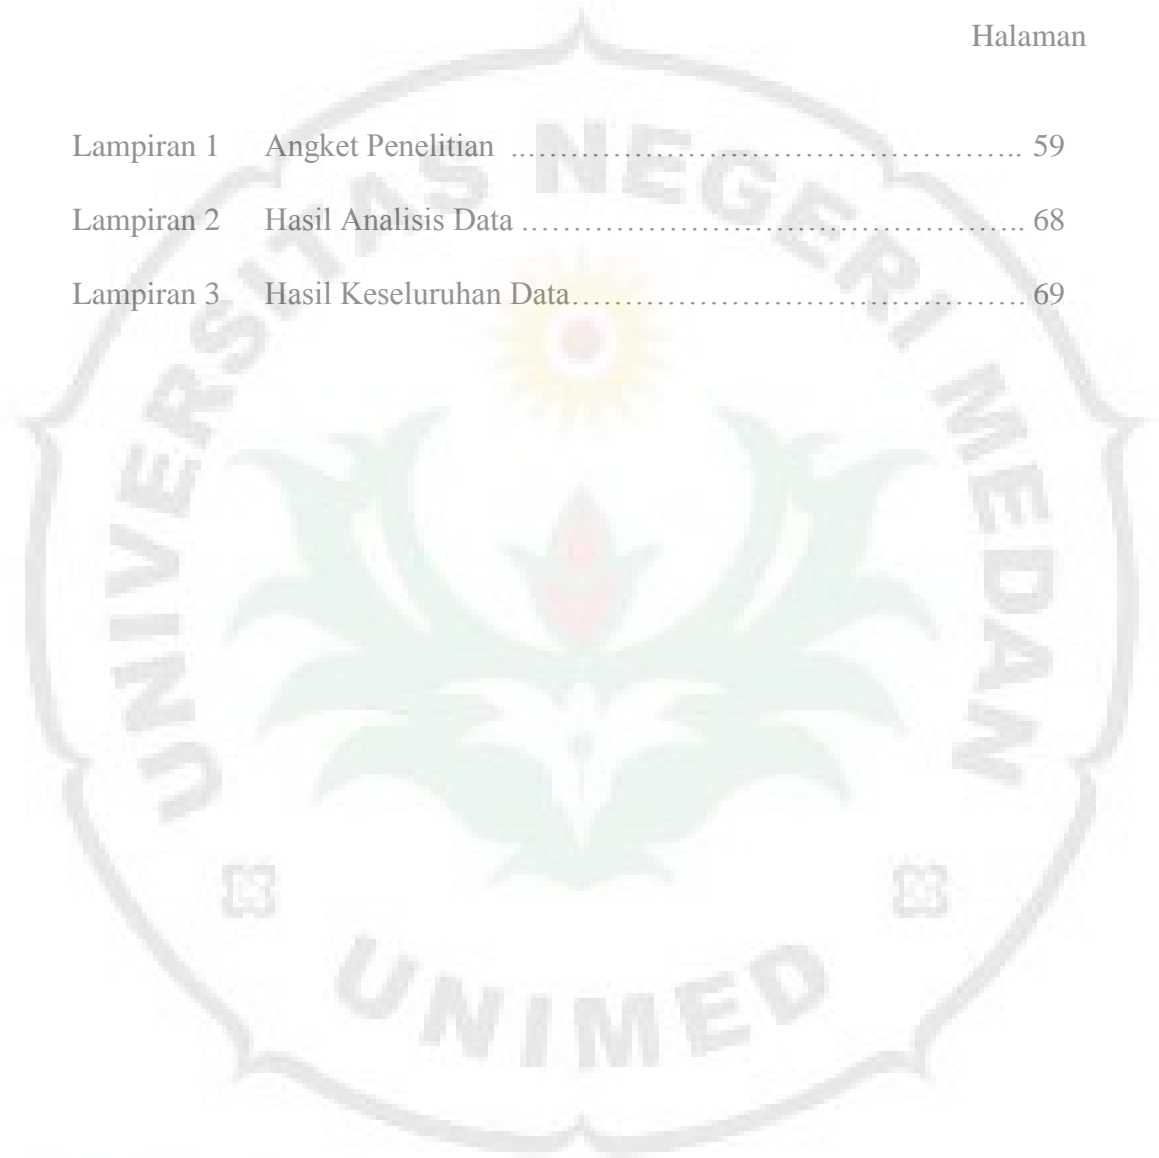 Halaman
Lampiran 1 Angket Penelitian ………………………………………….. 59
Lampiran 2 Hasil Analisis Data ………………………………………….. 68
Lampiran 3 Hasil Keseluruhan Data…………………………………….. 69
UNIVERSITAS NEGERI MEDAN
UNIMED